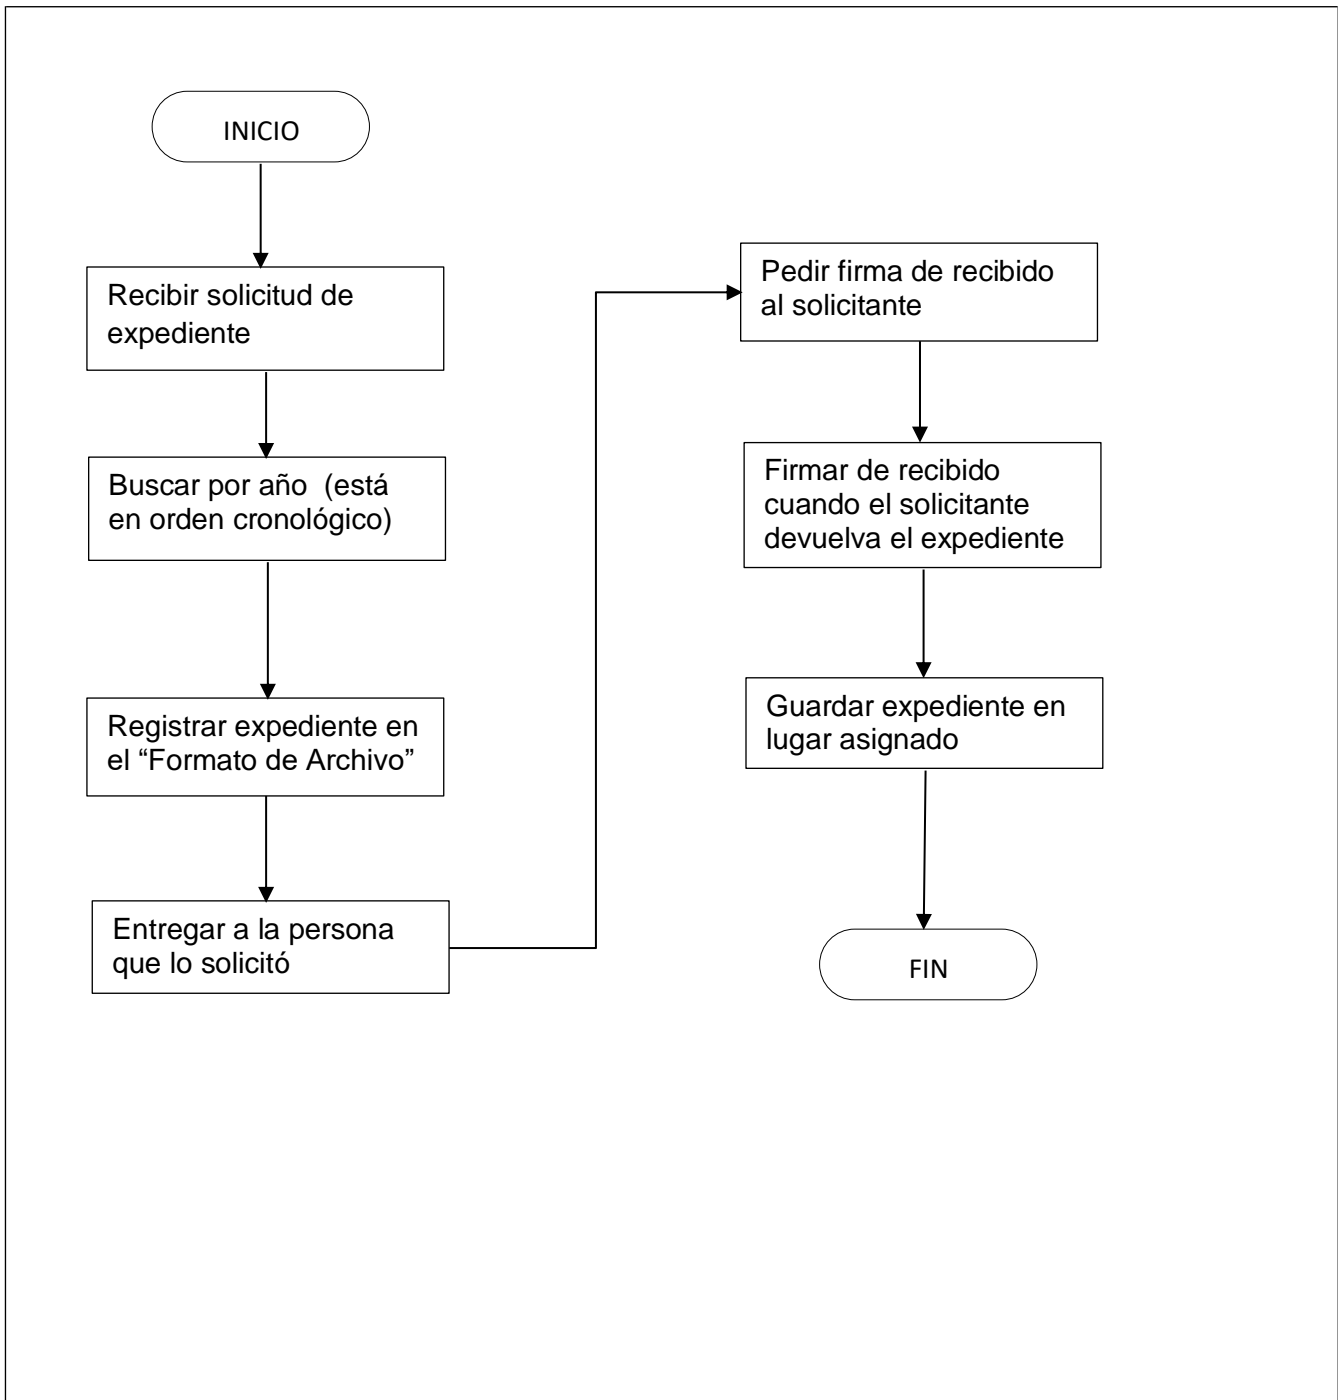 INICIO
Recibir solicitud de
expediente
Buscar por año  (está
en orden cronológico)
Registrar expediente en
el “Formato de Archivo”
Entregar a la persona
que lo solicitó
Pedir firma de recibido
al solicitante
Firmar de recibido
cuando el solicitante
devuelva el expediente
Guardar expediente en
lugar asignado
FIN